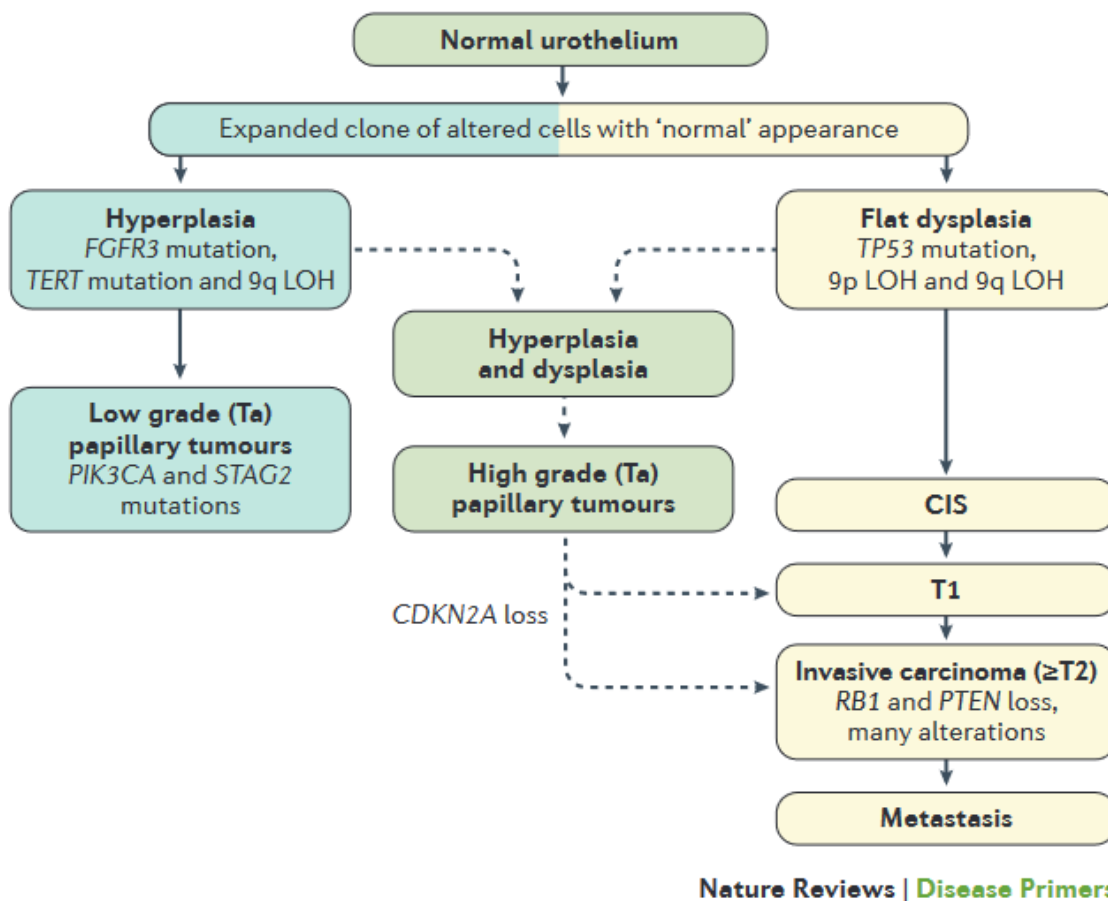 Normal urothelium
Expanded clone of altered cells with ‘normal’ appearance
Hyperplasia
FGFR3 mutation,
TERT mutation and 9q LOH
Flat dysplasia
TP53 mutation,
9p LOH and 9q LOH
Hyperplasia
and dysplasia
Low grade (Ta)
papillary tumours
PIK3CA and STAG2
mutations
High grade (Ta)
papillary tumours
CIS
T1
CDKN2A loss
Invasive carcinoma (≥T2)
RB1 and PTEN loss,
many alterations
Metastasis
Nature Reviews | Disease Primers